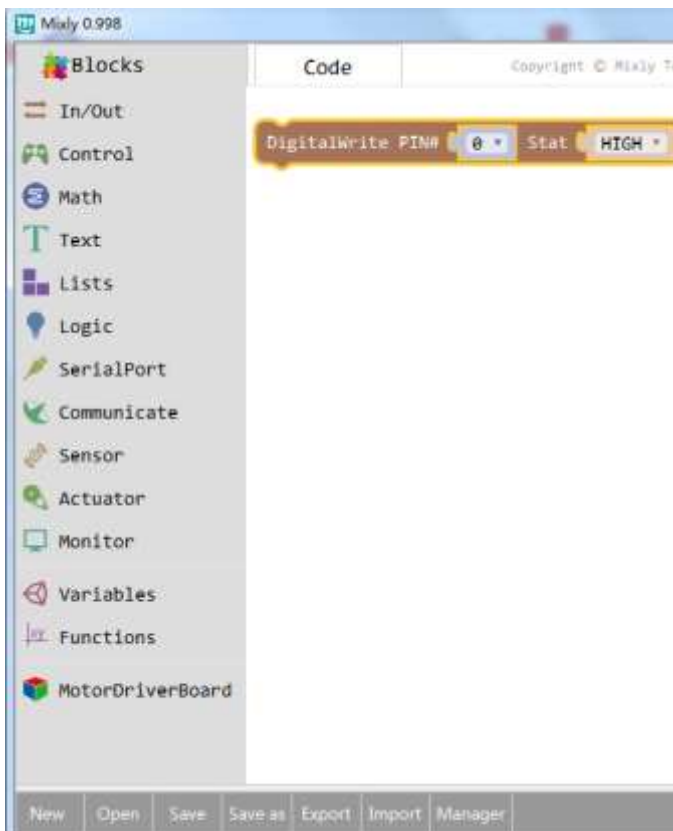 Mixly 0.998
Blocks
Code
Copyright © Mixly
In/Out
DigitalWrite PIN# 0 Stat HIGH
Control
Math
Text
Lists
Logic
SerialPort
Communicate
Sensor
Actuator
Monitor
Variables
Functions
MotorDriverBoard
New Open Save Save as Export Import Manager